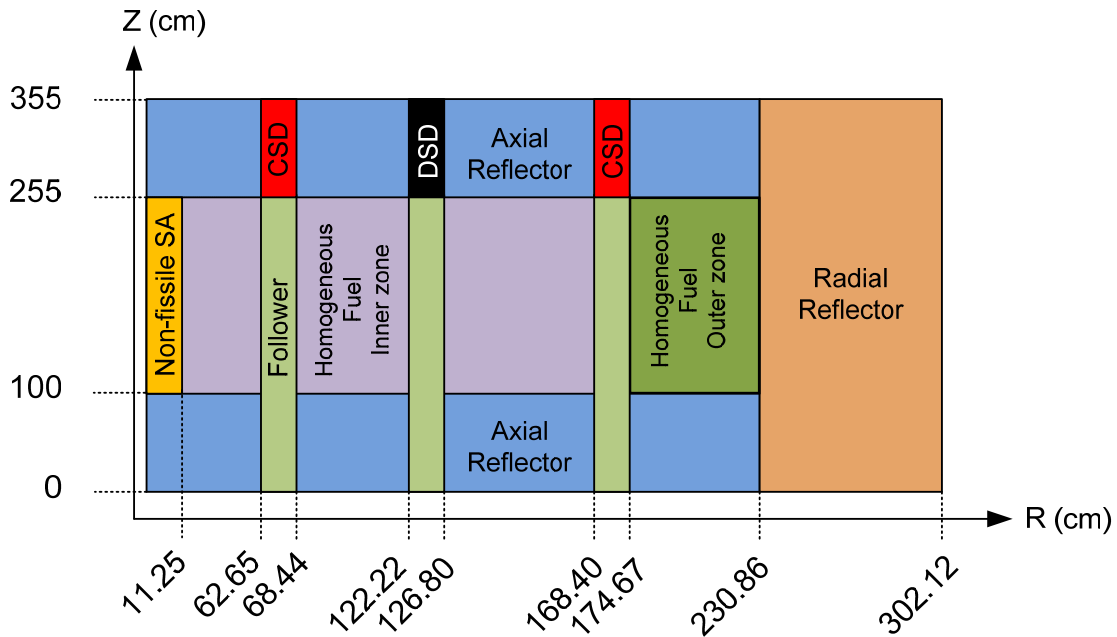 Z (cm)
355
255
100
0
CSD
DSD
Axial
Reflector
CSD
Non-fissile SA
Follower
Homogeneous
Fuel
Inner zone
Homogeneous
Fuel
Outer zone
Radial
Reflector
Axial
Reflector
R (cm)
11.25
62.65
68.44
122.22
126.80
168.40
174.67
230.86
302.12